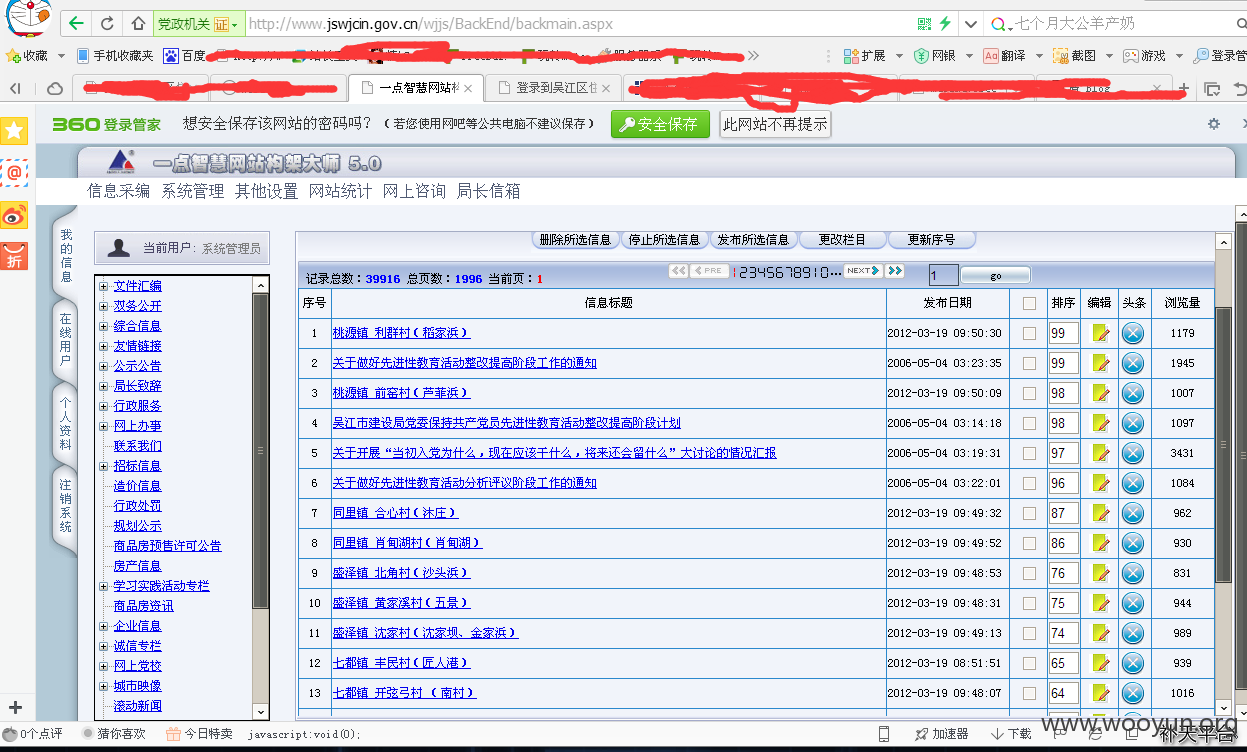 党政机关 证 http://www.jswjcin.gov.cn/wjjs/BackEnd/backmain.aspx 七个月大公羊产奶
收藏 手机收藏夹 百度 扩展 网银 Aa 翻译 截图 游戏 登录管
一点智慧网站构 登录到吴江区住 blog
360 登录管家 想安全保存该网站的密码吗？（若您使用网吧等公共电脑不建议保存） 安全保存 此网站不再提示
一点智慧网站构架大师 5.0
信息采编 系统管理 其他设置 网站统计 网上咨询 局长信箱
我的信息
在线用户
个人资料
注销系统
当前用户: 系统管理员
文件汇编
双务公开
综合信息
友情链接
公示公告
局长致辞
行政服务
网上办事
联系我们
招标信息
造价信息
行政处罚
规划公示
商品房预售许可公告
房产信息
学习实践活动专栏
商品房资讯
企业信息
诚信专栏
网上党校
城市映像
滚动新闻
删除所选信息 停止所选信息 发布所选信息 更改栏目 更新序号
记录总数：39916 总页数：1996 当前页：1 PRE 12345678910... NEXT 1 go
序号 信息标题 发布日期 排序 编辑 头条 浏览量
1 桃源镇 利群村（稻家浜） 2012-03-19 09:50:30 99 1179
2 关于做好先进性教育活动整改提高阶段工作的通知 2006-05-04 03:23:35 99 1945
3 桃源镇 前窑村（芦菲浜） 2012-03-19 09:50:09 98 1007
4 吴江市建设局党委保持共产党员先进性教育活动整改提高阶段计划 2006-05-04 03:14:18 98 1097
5 关于开展“当初入党为什么，现在应该干什么，将来还会留什么”大讨论的情况汇报 2006-05-04 03:19:31 97 3431
6 关于做好先进性教育活动分析评议阶段工作的通知 2006-05-04 03:22:01 96 1084
7 同里镇 合心村（沐庄） 2012-03-19 09:49:32 87 962
8 同里镇 肖甸湖村（肖甸湖） 2012-03-19 09:49:52 86 930
9 盛泽镇 北角村（沙头浜） 2012-03-19 09:48:53 76 831
10 盛泽镇 黄家溪村（五景） 2012-03-19 09:48:31 75 944
11 盛泽镇 沈家村（沈家坝、金家浜） 2012-03-19 09:49:13 74 989
12 七都镇 丰民村（匠人港） 2012-03-19 08:51:51 65 939
13 七都镇 开弦弓村 （南村） 2012-03-19 09:48:07 64 1016
www.wooyun.org
0个点评 猜你喜欢 今日特卖 javascript:void(0); 加速器 下载
补天平台